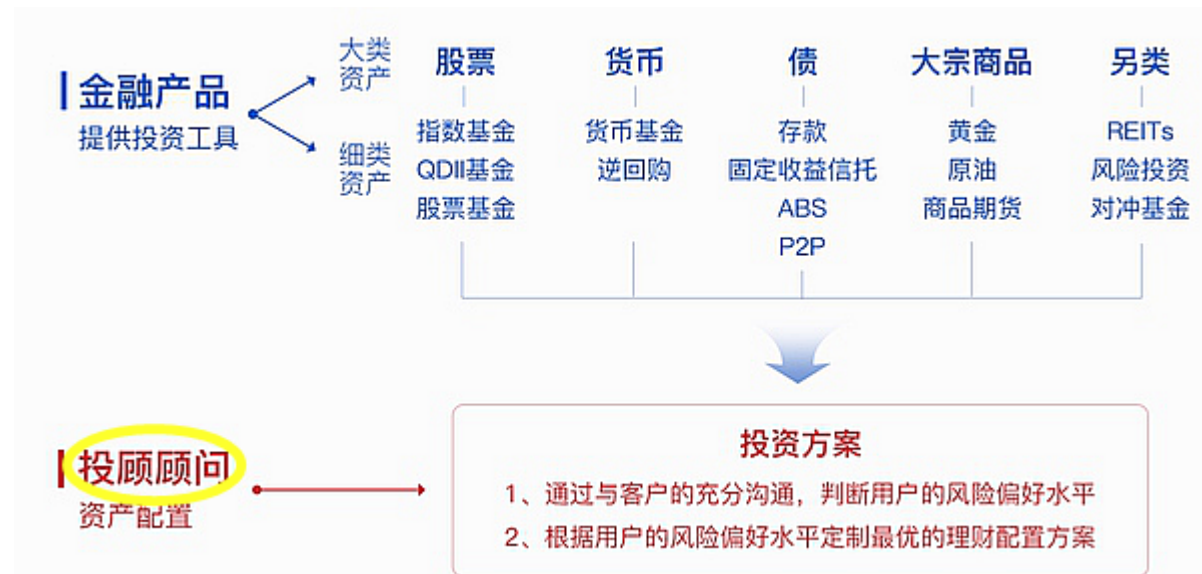 金融产品
提供投资工具
大类
资产
细类
资产
股票
货币
债
大宗商品
另类
指数基金
货币基金
存款
黄金
REITs
QDII基金
逆回购
固定收益信托
原油
风险投资
股票基金
ABS
商品期货
对冲基金
P2P
投顾顾问
资产配置
投资方案
1、通过与客户的充分沟通，判断用户的风险偏好水平
2、根据用户的风险偏好水平定制最优的理财配置方案